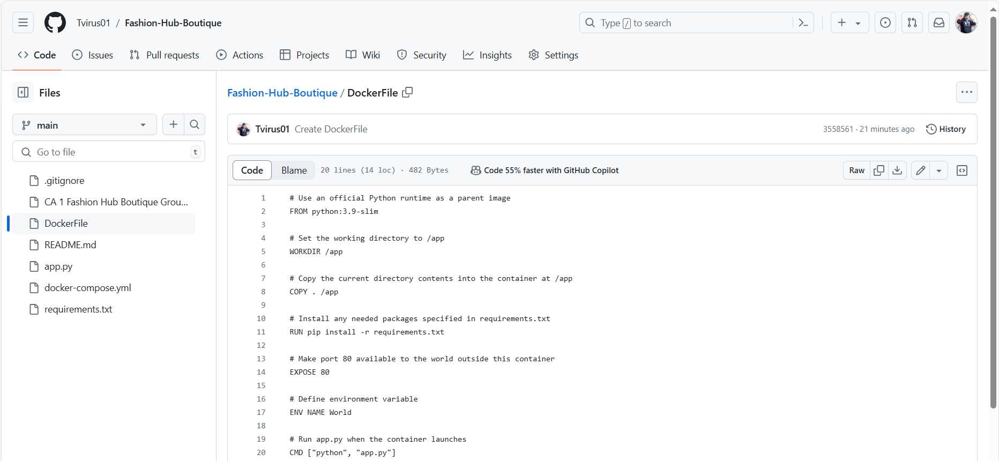 Tvirus01 / Fashion-Hub-Boutique
Type / to search
Code
Issues
Pull requests
Actions
Projects
Wiki
Security
Insights
Settings
Files
main
Go to file
t
.gitignore
CA 1 Fashion Hub Boutique Grou...
DockerFile
README.md
app.py
docker-compose.yml
requirements.txt
Fashion-Hub-Boutique / DockerFile
Tvirus01 Create DockerFile
3558561 · 21 minutes ago
History
Code
Blame
20 lines (14 loc) · 482 Bytes
Code 55% faster with GitHub Copilot
Raw
1 # Use an official Python runtime as a parent image
2 FROM python:3.9-slim
3
4 # Set the working directory to /app
5 WORKDIR /app
6
7 # Copy the current directory contents into the container at /app
8 COPY . /app
9
10 # Install any needed packages specified in requirements.txt
11 RUN pip install -r requirements.txt
12
13 # Make port 80 available to the world outside this container
14 EXPOSE 80
15
16 # Define environment variable
17 ENV NAME World
18
19 # Run app.py when the container launches
20 CMD ["python", "app.py"]